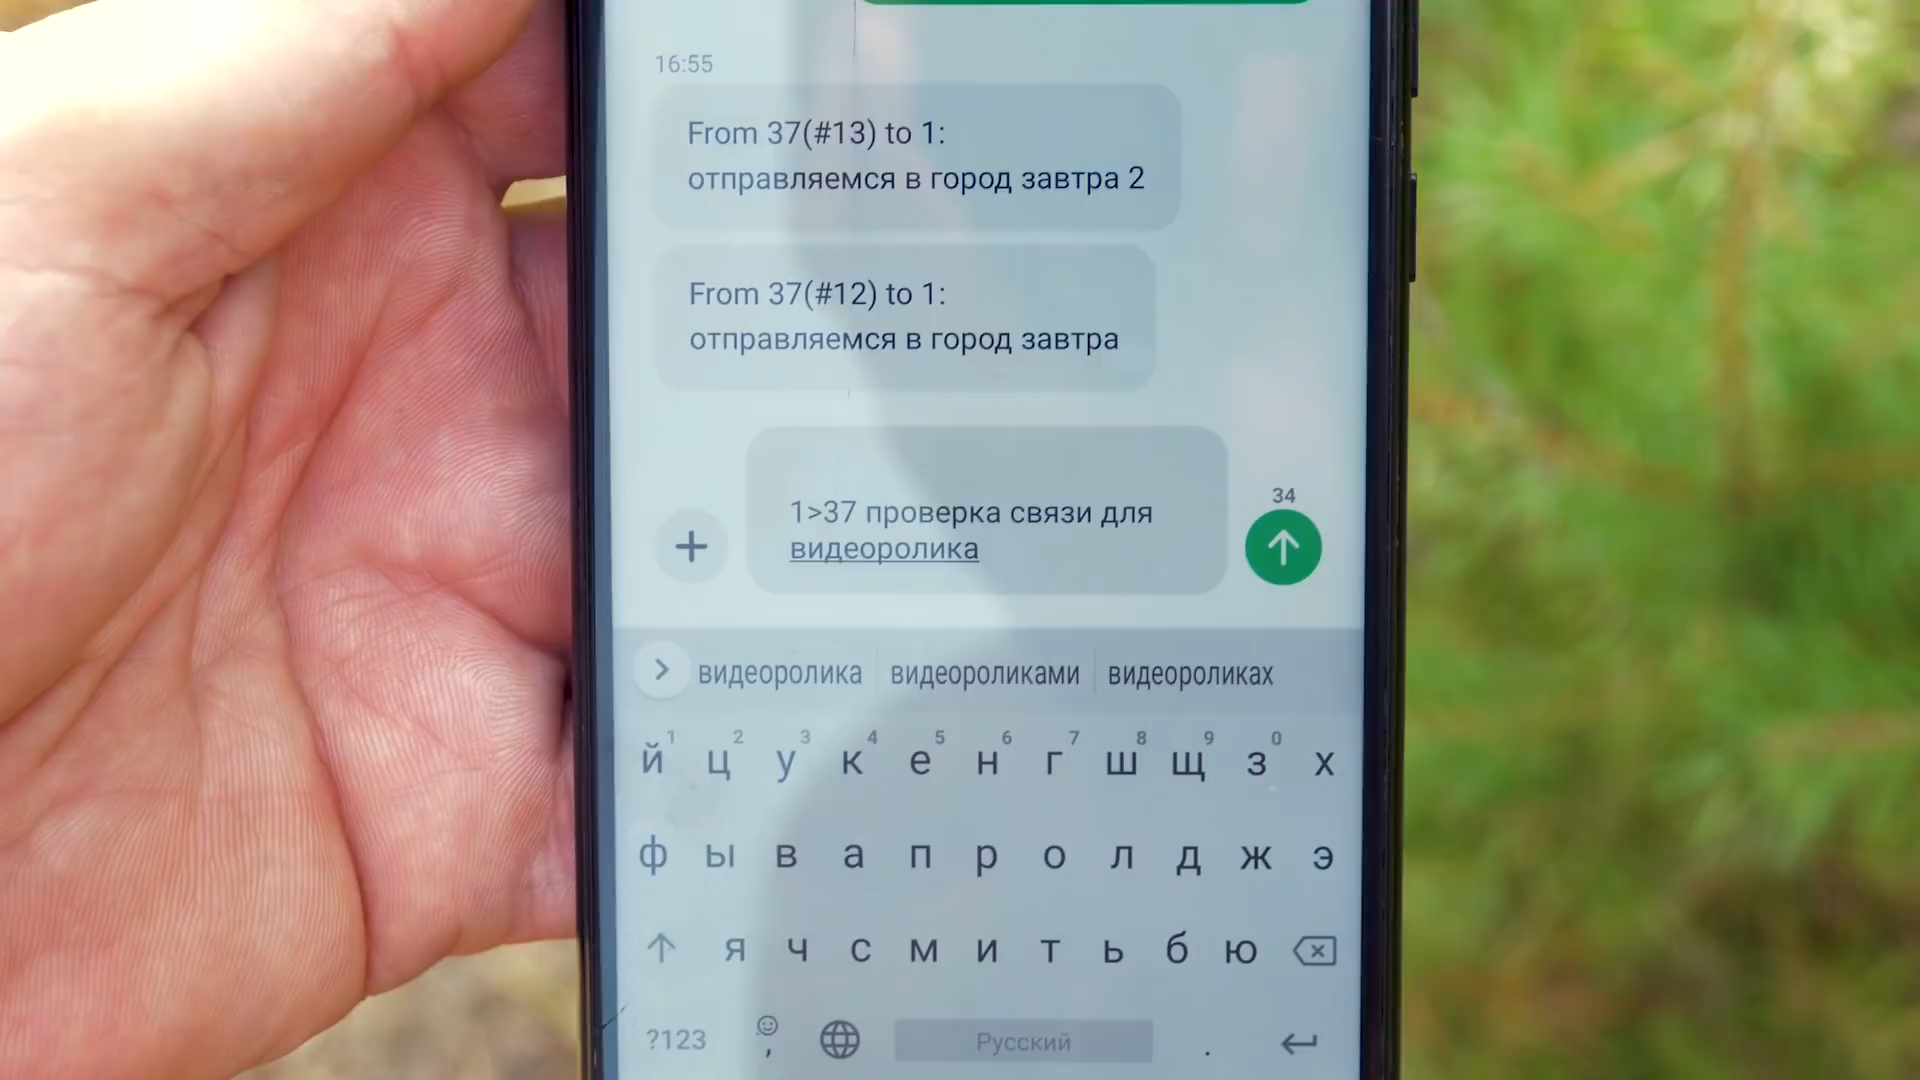 16:55
From 37(#13) to 1:
отправляемся в город завтра 2
From 37(#12) to 1:
отправляемся в город завтра
34
1>37 проверка связи для
видеоролика
видеоролика видеороликами видеороликах
1 2 3 4 5 6 7 8 9 0
й ц у к е н г ш щ з х
ф ы в а п р о л д ж э
я ч с м и т ь б ю
?123 , Русский .